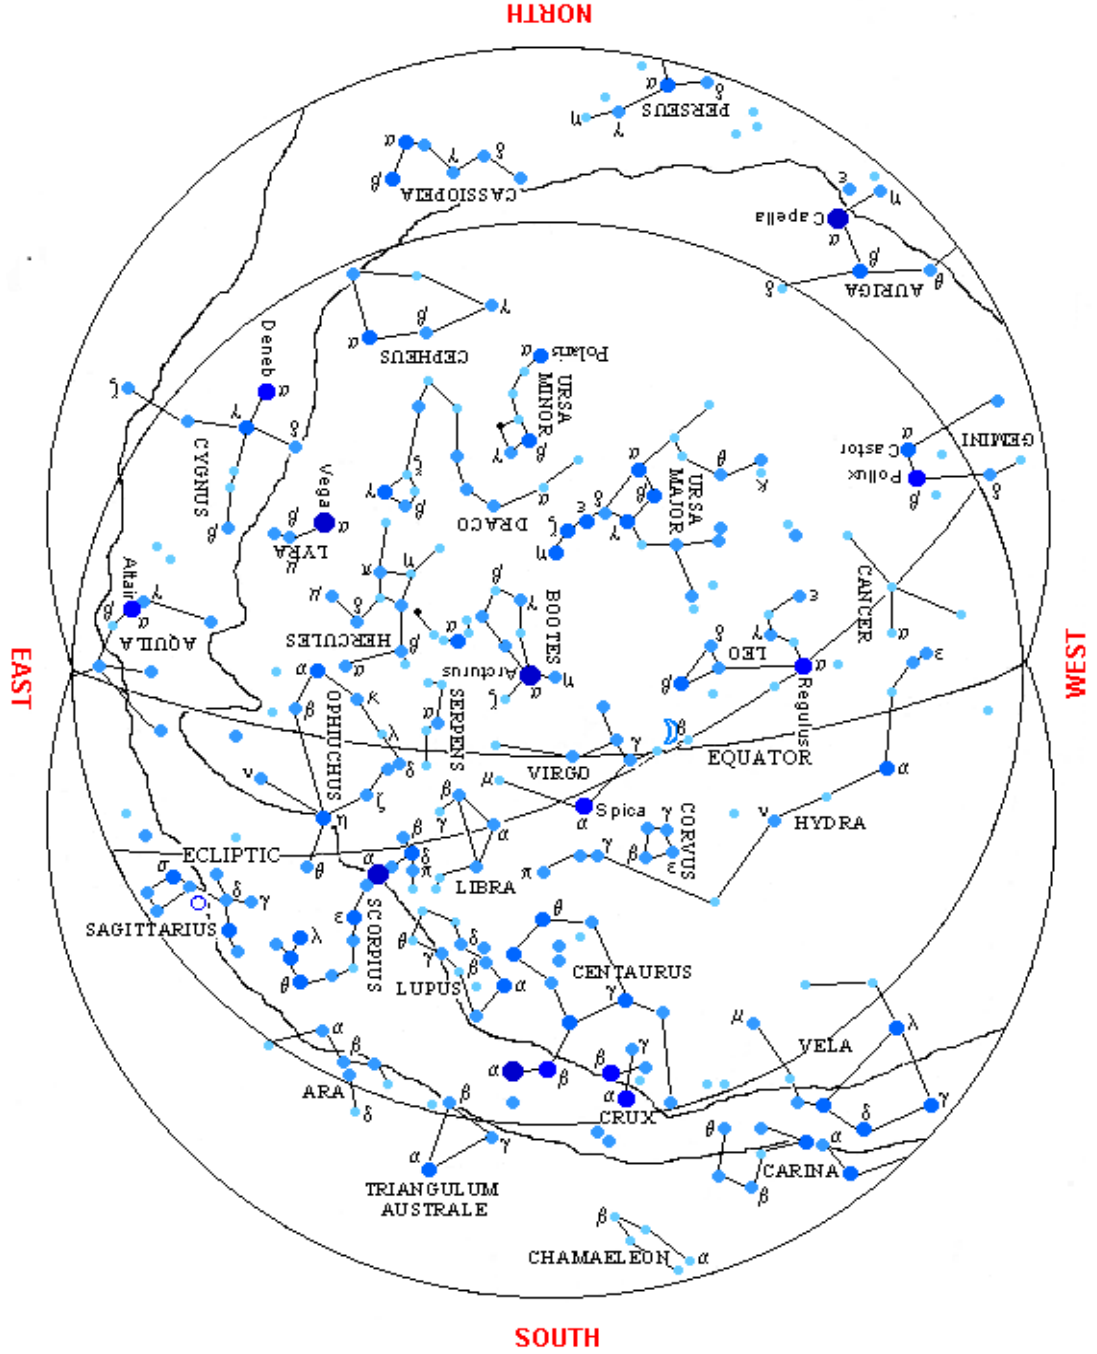 NORTH
α
δ
PERSEUS
η
γ
α
β
γ
δ
CASSIOPEIA
ε
η
Capella
α
β
θ
δ
AURIGA
α
β
γ
CEPHEUS
α
Polaris
URSA
MINOR
β
γ
Deneb
α
ζ
γ
δ
CYGNUS
β
Vega
α
β
LYRA
μ
ξ
γ
β
DRACO
α
α
β
δ
ε
ζ
η
γ
θ
κ
URSA
MAJOR
GEMINI
α
Castor
Pollux
β
δ
CANCER
α
Altair
α
β
γ
AQUILA
π
η
μ
δ
HERCULES
β
α
α
BOOTES
β
γ
Arcturus
α
η
ζ
ε
γ
δ
LEO
β
α
Regulus
ε
EAST
WEST
α
β
κ
λ
OPHIUCHUS
δ
ζ
ν
η
θ
SERPENS
α
VIRGO
β
γ
μ
α
Spica
EQUATOR
β
γ
α
LIBRA
CORVUS
γ
β
ε
α
ν
HYDRA
γ
π
ECLIPTIC
σ
δ
γ
SAGITTARIUS
α
β
δ
π
SCORPIUS
ε
λ
θ
θ
γ
δ
β
α
LUPUS
θ
CENTAURUS
γ
α
β
β
γ
α
CRUX
μ
λ
VELA
δ
γ
α
β
ARA
δ
β
γ
α
TRIANGULUM
AUSTRALE
θ
α
CARINA
β
β
CHAMAELEON
α
SOUTH